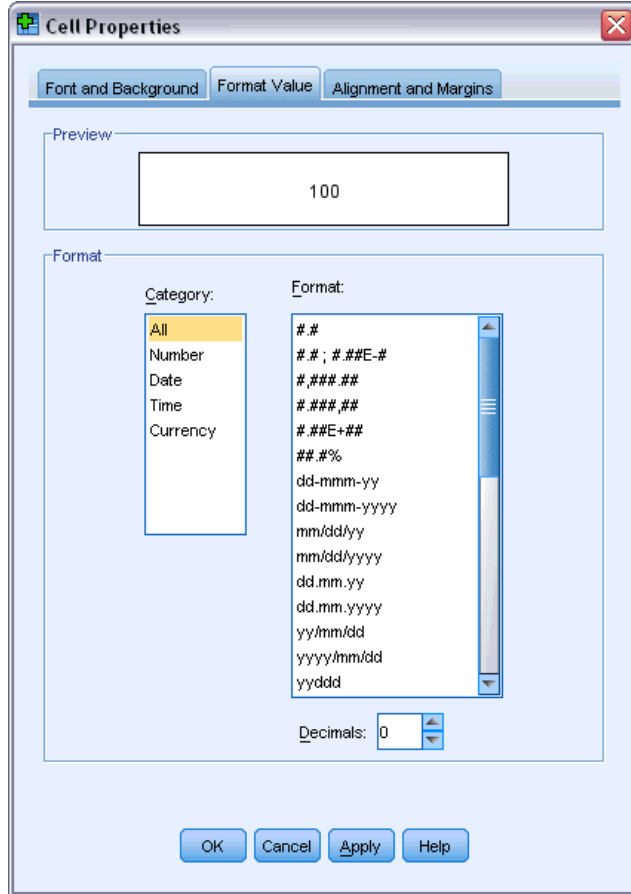 Cell Properties
Font and Background
Format Value
Alignment and Margins
Preview
100
Format
Category:
All
Number
Date
Time
Currency
Format:
#.#
#.# ; #.##E-#
#,###.##
#.###,##
#.##E+##
##.#%
dd-mmm-yy
dd-mmm-yyyy
mm/dd/yy
mm/dd/yyyy
dd.mm.yy
dd.mm.yyyy
yy/mm/dd
yyyy/mm/dd
yyddd
Decimals: 0
OK Cancel Apply Help